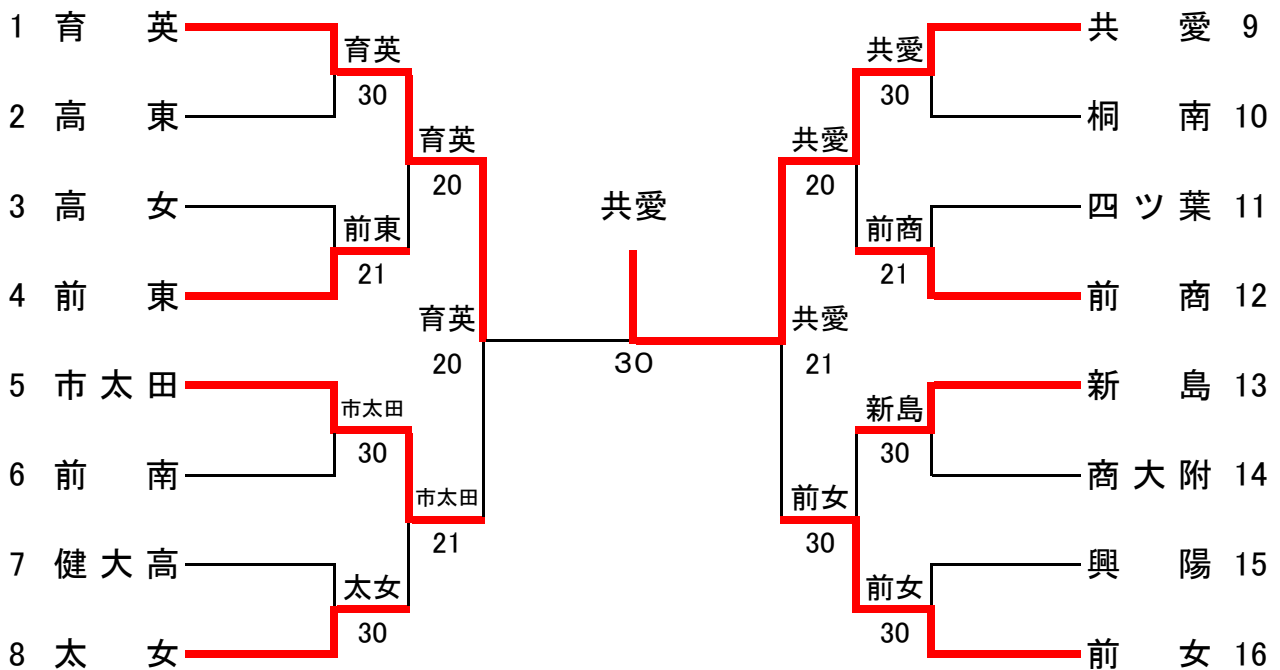 1 育 英
育英
30
2 高 東
育英
20
3 高 女
前東
21
4 前 東
育英
20
5 市 太 田
市太田
30
6 前 南
市太田
21
7 健 大 高
太女
30
8 太 女
共愛
30
共 愛 9
共愛
30
桐 南 10
共愛
20
四 ツ 葉 11
前商
21
前 商 12
共愛
21
新 島 13
新島
30
商 大 附 14
前女
30
興 陽 15
前女
30
前 女 16